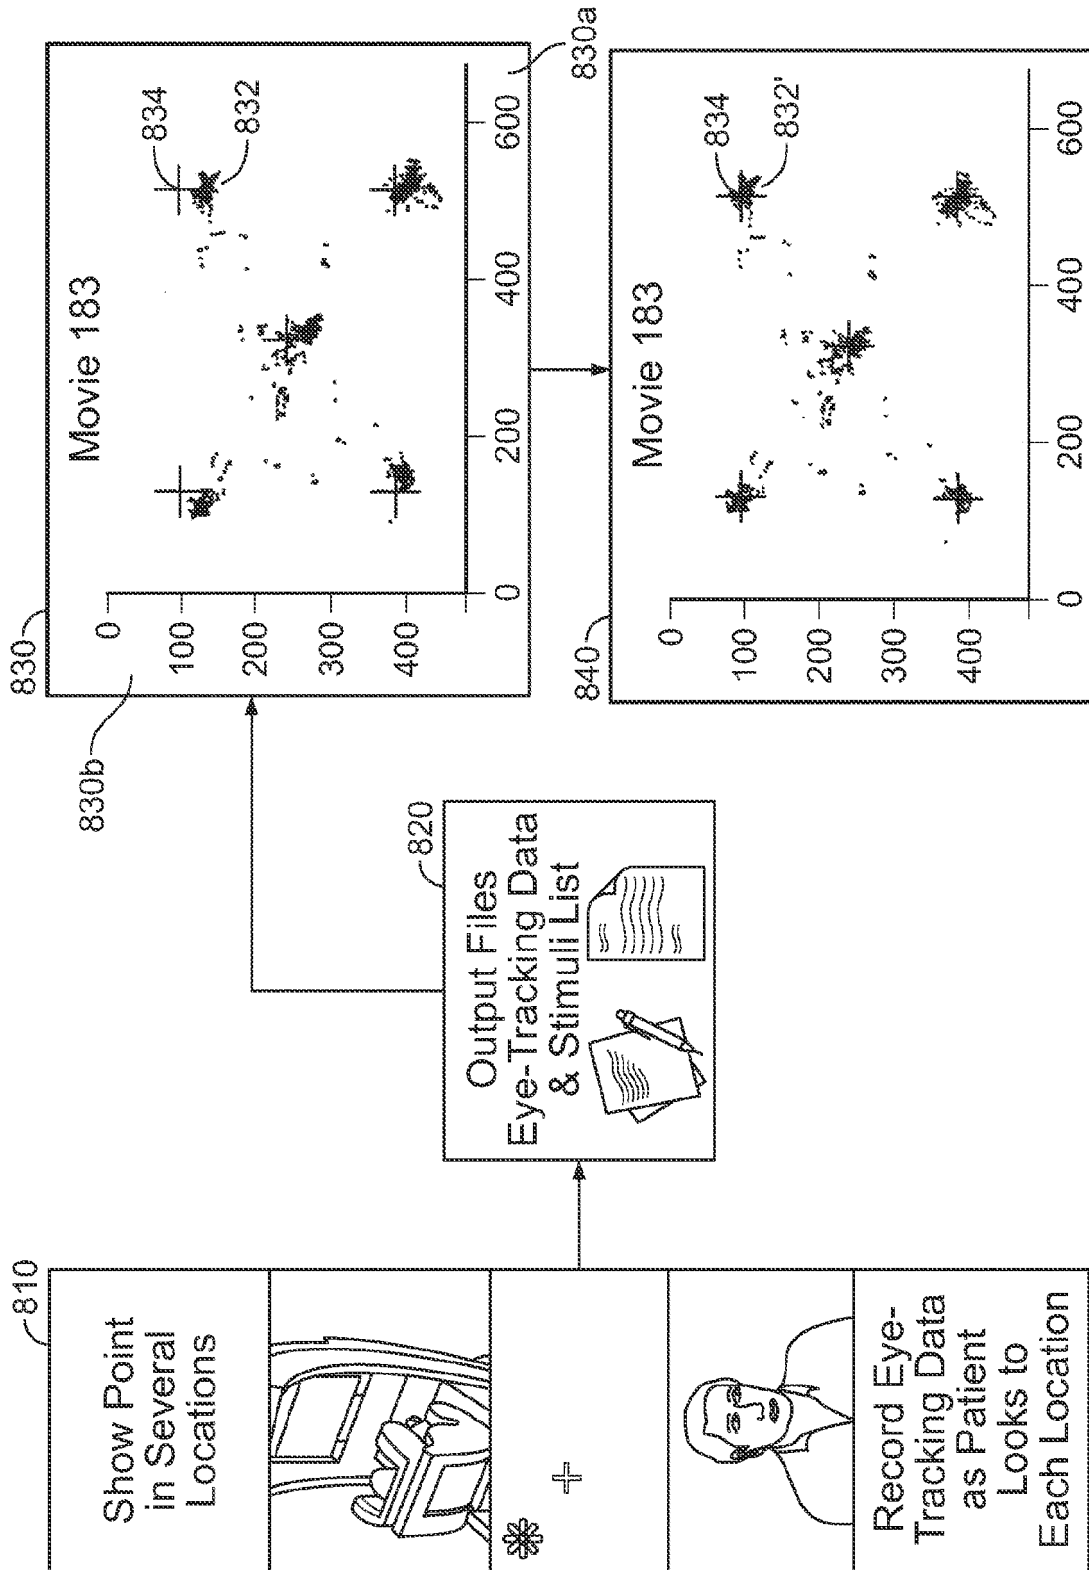 810
Show Point
in Several
Locations
✻
+
Record Eye-
Tracking Data
as Patient
Looks to
Each Location
820
Output Files
Eye-Tracking Data
& Stimuli List
830
830b
Movie 183
834
832
0
100
200
300
400
0
200
400
600
830a
840
Movie 183
834
832'
0
100
200
300
400
0
200
400
600